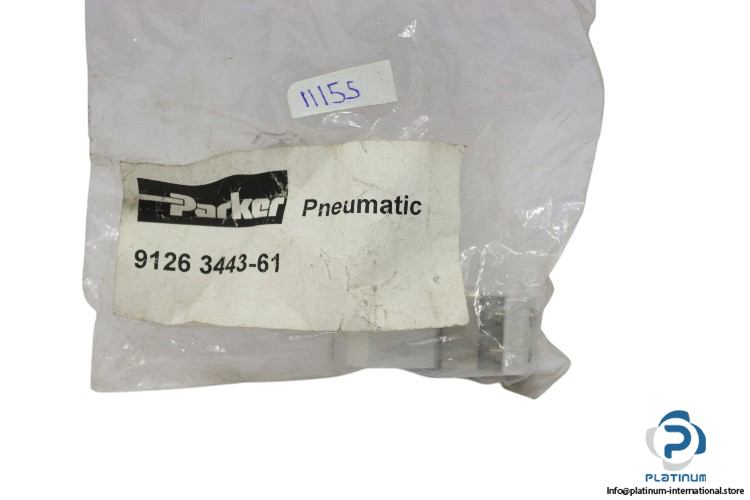 11155
Parker Pneumatic
9126 3443-61
PLATINUM
Info@platinum-international.store